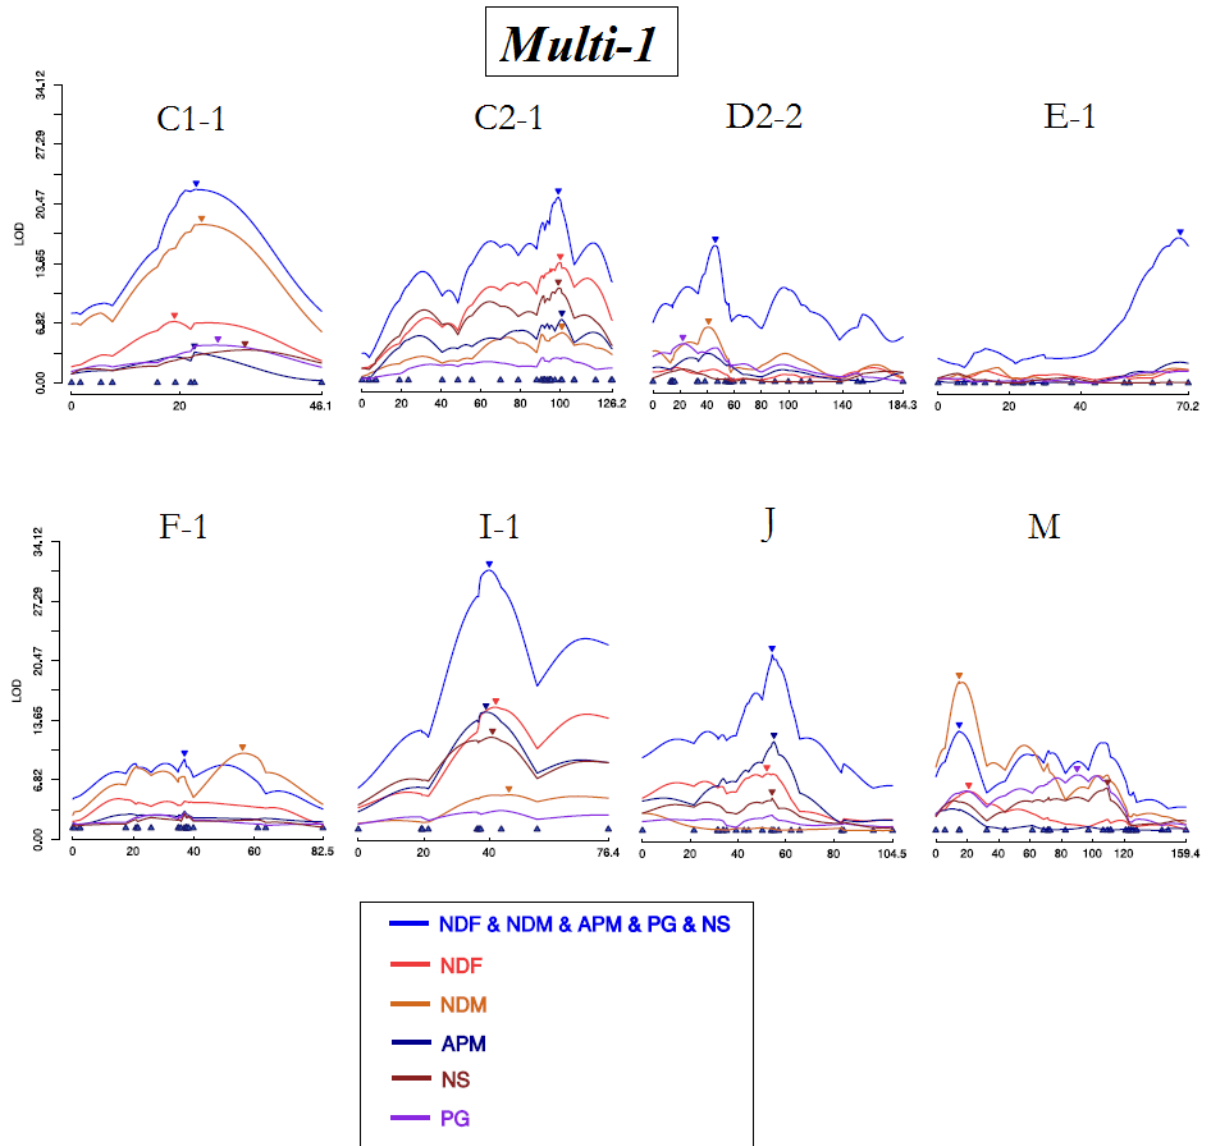 Multi-1
C1-1 C2-1 D2-2 E-1
LOD
34.12
27.29
20.47
13.65
6.82
0.00
0 20 46.1
0 20 40 60 80 100 126.2
0 20 40 60 80 100 140 184.3
0 20 40 70.2
F-1 I-1 J M
LOD
34.12
27.29
20.47
13.65
6.82
0.00
0 20 40 60 82.5
0 20 40 76.4
0 20 40 60 80 104.5
0 20 40 60 80 100 120 159.4
NDF & NDM & APM & PG & NS
NDF
NDM
APM
NS
PG